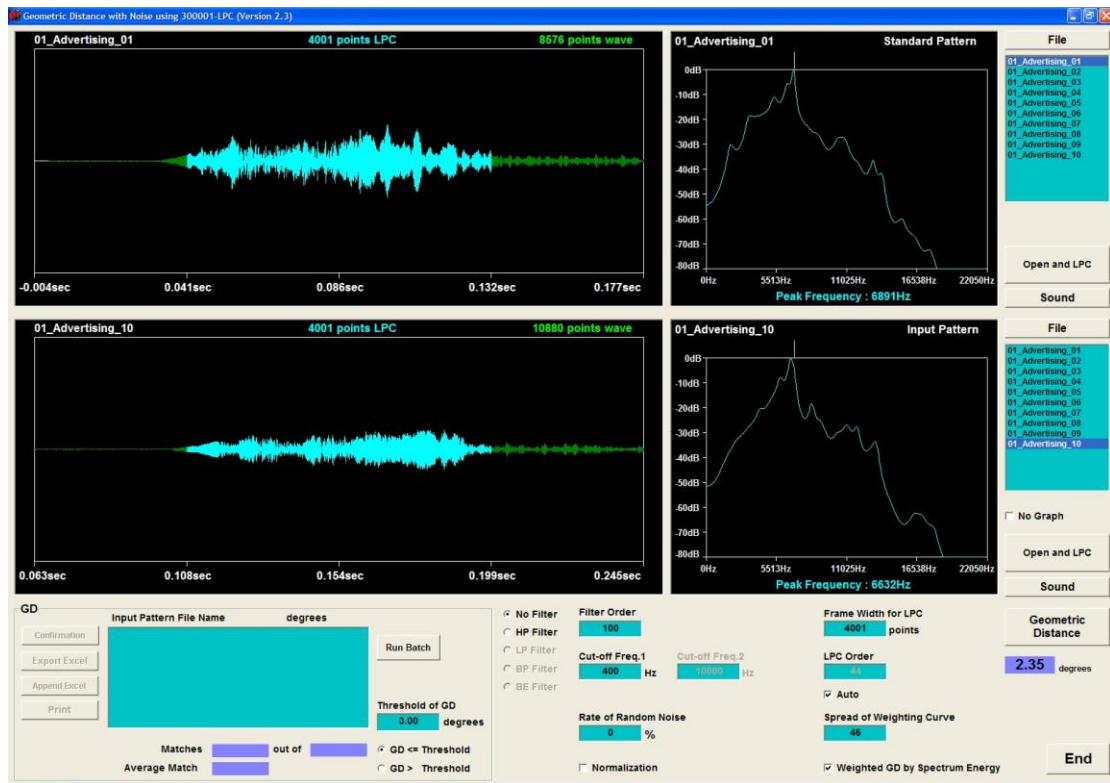 Geometric Distance with Noise using 300001-LPC (Version 2.3)
01_Advertising_01 4001 points LPC 8576 points wave
-0.004sec 0.041sec 0.086sec 0.132sec 0.177sec
01_Advertising_01 Standard Pattern
0dB
-10dB
-20dB
-30dB
-40dB
-50dB
-60dB
-70dB
-80dB
0Hz 5513Hz 11025Hz 16538Hz 22050Hz
Peak Frequency : 6891Hz
File
01_Advertising_01
01_Advertising_02
01_Advertising_03
01_Advertising_04
01_Advertising_05
01_Advertising_06
01_Advertising_07
01_Advertising_08
01_Advertising_09
01_Advertising_10
Open and LPC
Sound
01_Advertising_10 4001 points LPC 10880 points wave
0.063sec 0.108sec 0.154sec 0.199sec 0.245sec
01_Advertising_10 Input Pattern
0dB
-10dB
-20dB
-30dB
-40dB
-50dB
-60dB
-70dB
-80dB
0Hz 5513Hz 11025Hz 16538Hz 22050Hz
Peak Frequency : 6632Hz
File
01_Advertising_01
01_Advertising_02
01_Advertising_03
01_Advertising_04
01_Advertising_05
01_Advertising_06
01_Advertising_07
01_Advertising_08
01_Advertising_09
01_Advertising_10
No Graph
Open and LPC
Sound
GD
Input Pattern File Name degrees
Confirmation
Export Excel
Append Excel
Print
Run Batch
Threshold of GD
3.00 degrees
Matches out of
Average Match
GD <= Threshold
GD > Threshold
No Filter
HP Filter
LP Filter
BP Filter
BE Filter
Filter Order
100
Cut-off Freq.1 Cut-off Freq.2
400 Hz 10000 Hz
Rate of Random Noise
0 %
Normalization
Frame Width for LPC
4001 points
LPC Order
44
Auto
Spread of Weighting Curve
46
Weighted GD by Spectrum Energy
Geometric
Distance
2.35 degrees
End